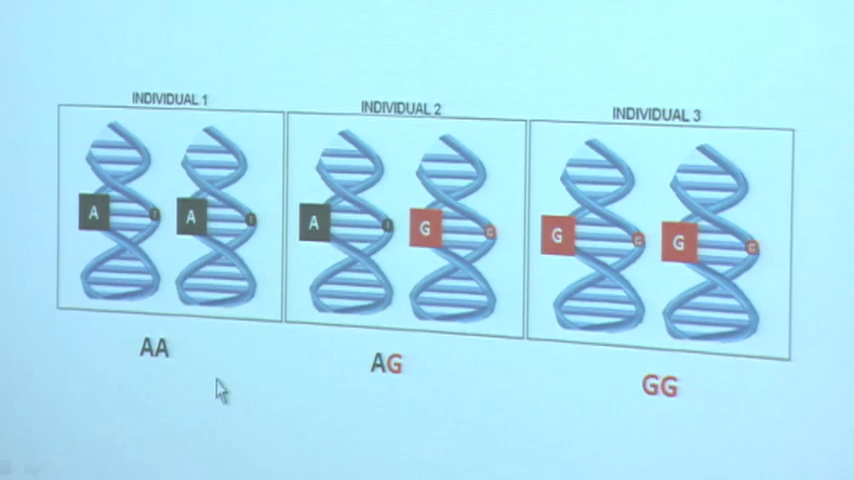 INDIVIDUAL 1
INDIVIDUAL 2
INDIVIDUAL 3
A
A
A
G
G
G
AA
AG
GG